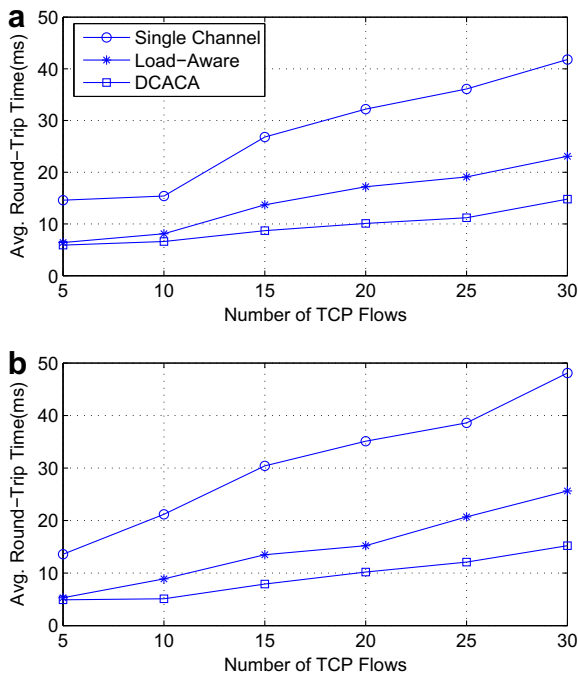 a
50
40
30
20
10
0
Avg. Round-Trip Time(ms)
Single Channel
Load-Aware
DCACA
5 10 15 20 25 30
Number of TCP Flows
b
50
40
30
20
10
0
Avg. Round-Trip Time(ms)
5 10 15 20 25 30
Number of TCP Flows